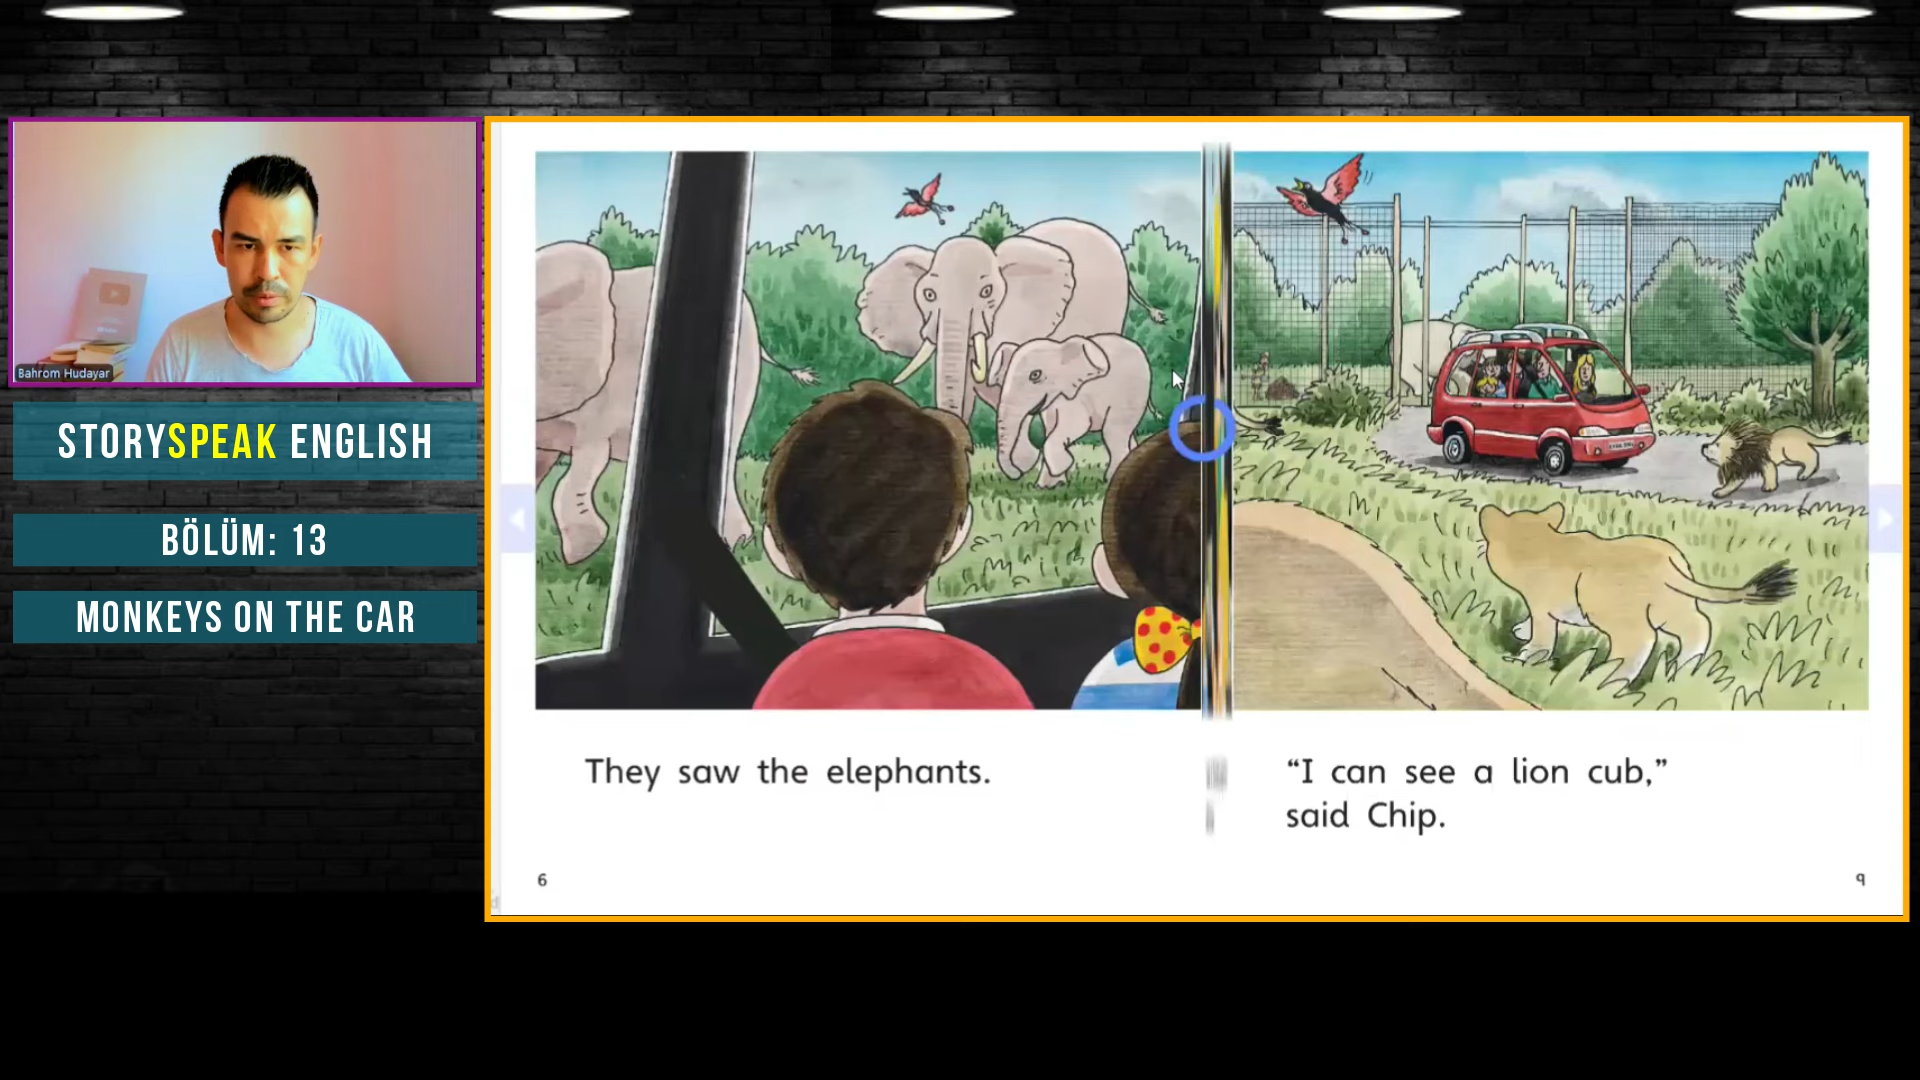 Bahrom Hudayar
STORYSPEAK ENGLISH
BÖLÜM: 13
MONKEYS ON THE CAR
They saw the elephants.
6
“I can see a lion cub,”
said Chip.
9